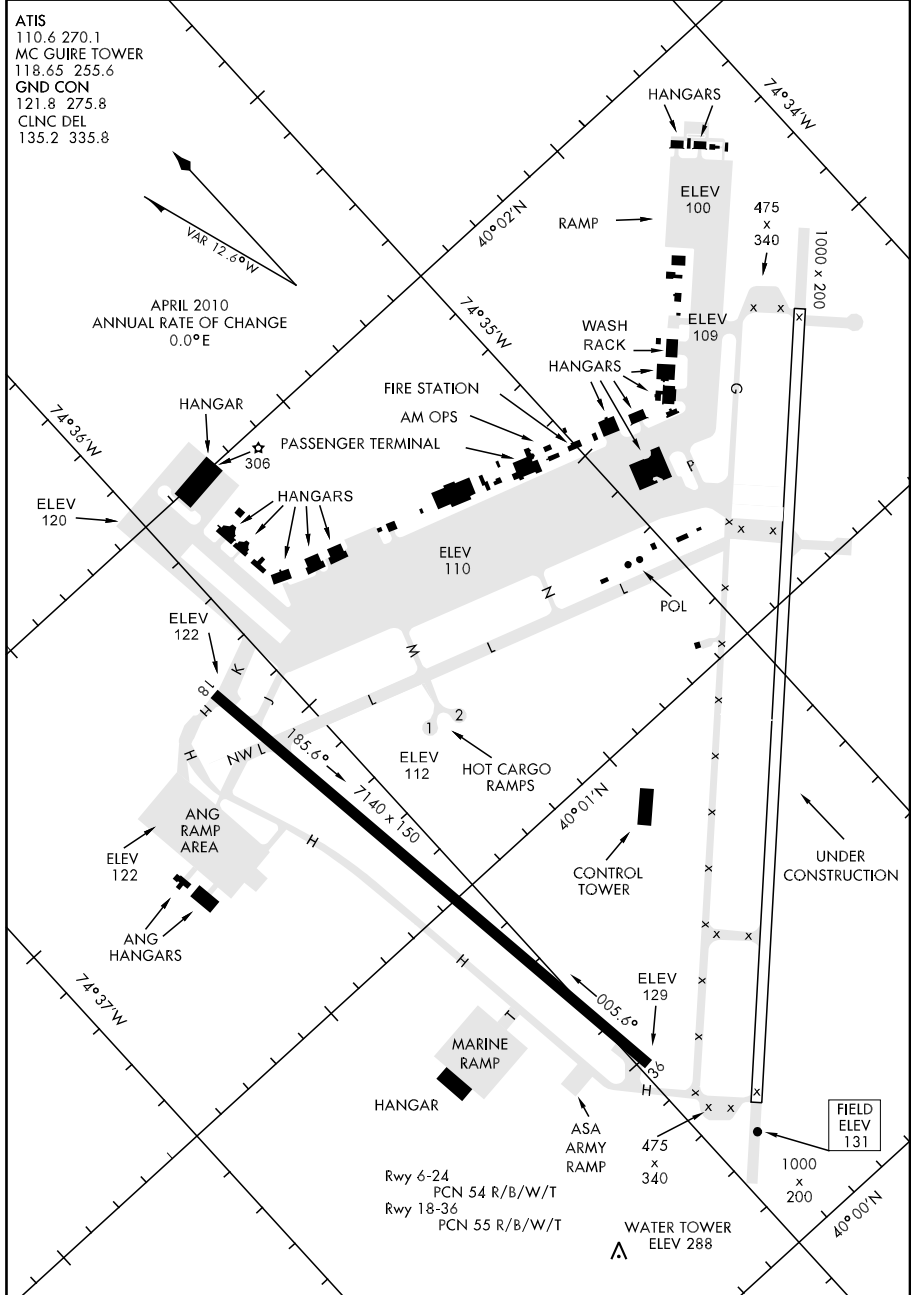 ATIS
110.6 270.1
MC GUIRE TOWER
118.65 255.6
GND CON
121.8 275.8
CLNC DEL
135.2 335.8
VAR 12.6°W
APRIL 2010
ANNUAL RATE OF CHANGE
0.0°E
74°34'W
HANGARS
ELEV
100
RAMP
475
x
340
1000 x 200
40°02'N
74°35'W
ELEV
109
WASH
RACK
HANGARS
G
FIRE STATION
AM OPS
PASSENGER TERMINAL
HANGAR
306
74°36'W
ELEV
120
HANGARS
P
ELEV
110
N
L
POL
ELEV
122
K
J
M
L
L
18
H
H
NW L
1
2
ELEV
112
HOT CARGO
RAMPS
185.6°
7140 x 150
40°01'N
ANG
RAMP
AREA
H
ELEV
122
CONTROL
TOWER
UNDER
CONSTRUCTION
ANG
HANGARS
H
74°37'W
005.6°
ELEV
129
T
MARINE
RAMP
36
H
HANGAR
ASA
ARMY
RAMP
475
x
340
FIELD
ELEV
131
1000
x
200
Rwy 6-24
PCN 54 R/B/W/T
Rwy 18-36
PCN 55 R/B/W/T
WATER TOWER
ELEV 288
40°00'N